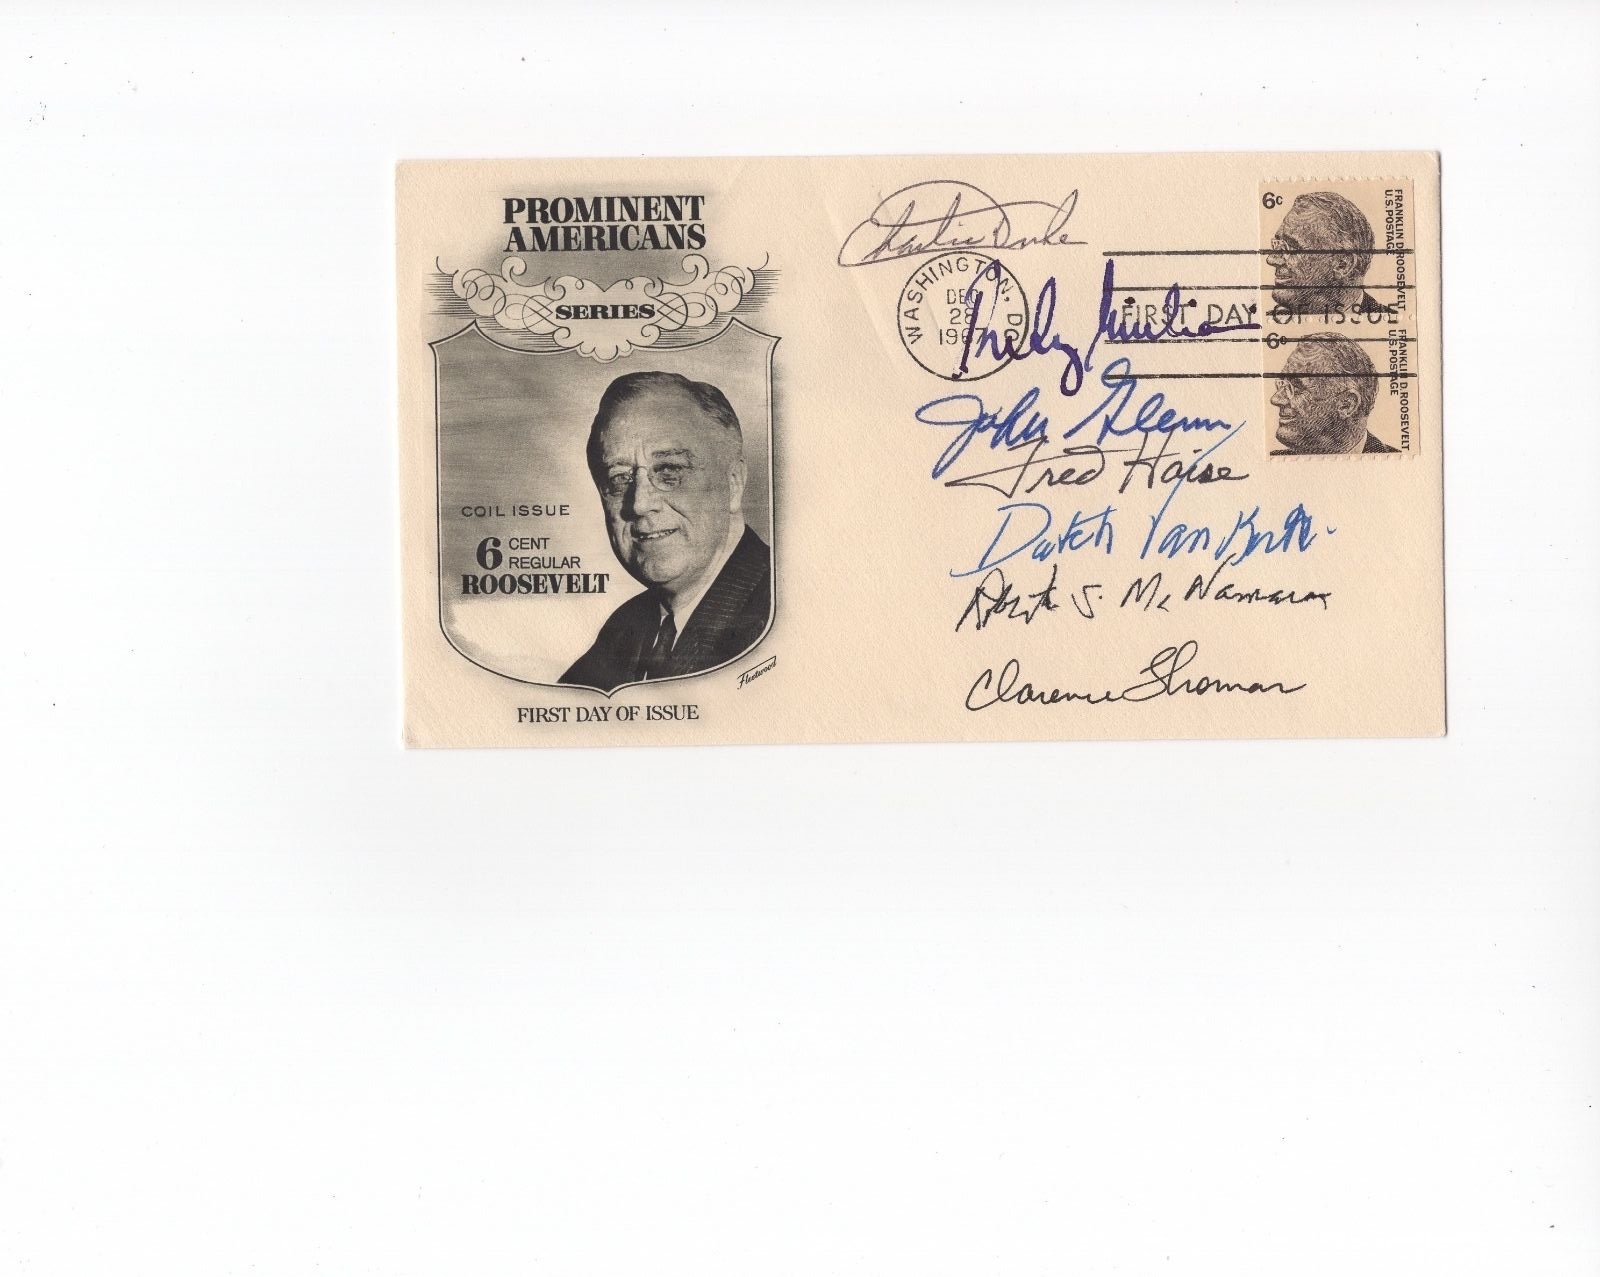 PROMINENT
AMERICANS
SERIES
COIL ISSUE
6 CENT
REGULAR
ROOSEVELT
Fleetwood
FIRST DAY OF ISSUE
Charlie Duke
WASHINGTON, DC
DEC
28
1967
FIRST DAY OF ISSUE
6c
FRANKLIN D. ROOSEVELT
U.S. POSTAGE
6c
FRANKLIN D. ROOSEVELT
U.S. POSTAGE
John Glenn
Fred Haise
Dutch Van Kirk
Robert S. McNamara
Clarence Shoman